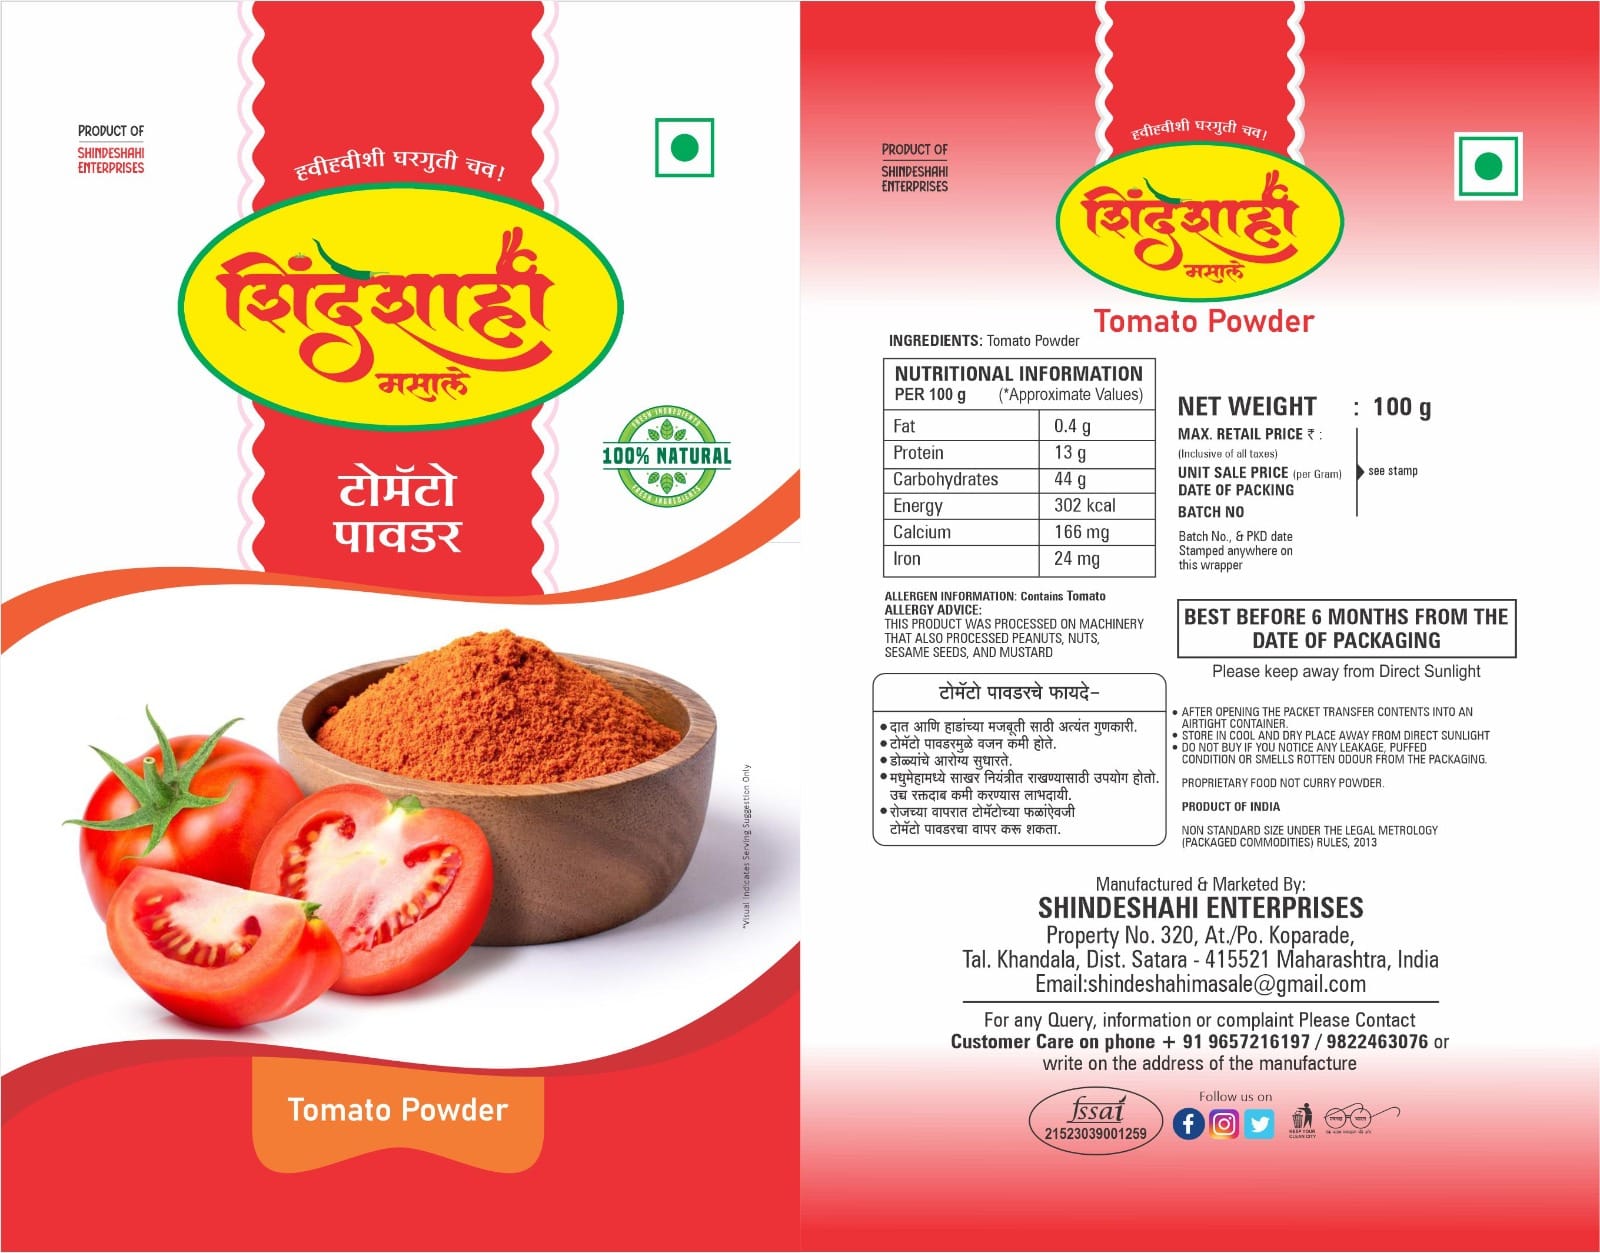 PRODUCT OF
SHINDESHAHI
ENTERPRISES
हवीहवीशी घरगुती चव!
शिंदेशाही
मसाले
FRESH INGREDIENTS
100% NATURAL
FRESH INGREDIENTS
टोमॅटो
पावडर
*Visual Indicates Serving Suggestion Only
Tomato Powder
PRODUCT OF
SHINDESHAHI
ENTERPRISES
हवीहवीशी घरगुती चव!
शिंदेशाही
मसाले
Tomato Powder
INGREDIENTS: Tomato Powder
NUTRITIONAL INFORMATION
PER 100 g (*Approximate Values)
Fat 0.4 g
Protein 13 g
Carbohydrates 44 g
Energy 302 kcal
Calcium 166 mg
Iron 24 mg
ALLERGEN INFORMATION: Contains Tomato
ALLERGY ADVICE:
THIS PRODUCT WAS PROCESSED ON MACHINERY
THAT ALSO PROCESSED PEANUTS, NUTS,
SESAME SEEDS, AND MUSTARD
टोमॅटो पावडरचे फायदे-
• दात आणि हाडांच्या मजबूती साठी अत्यंत गुणकारी.
• टोमॅटो पावडरमुळे वजन कमी होते.
• डोळ्यांचे आरोग्य सुधारते.
• मधुमेहामध्ये साखर नियंत्रीत राखण्यासाठी उपयोग होतो.
उच्च रक्तदाब कमी करण्यास लाभदायी.
• रोजच्या वापरात टोमॅटोच्या फळांऐवजी
टोमॅटो पावडरचा वापर करू शकता.
NET WEIGHT : 100 g
MAX. RETAIL PRICE ₹ :
(Inclusive of all taxes)
UNIT SALE PRICE (per Gram)
see stamp
DATE OF PACKING
BATCH NO
Batch No., & PKD date
Stamped anywhere on
this wrapper
BEST BEFORE 6 MONTHS FROM THE
DATE OF PACKAGING
Please keep away from Direct Sunlight
• AFTER OPENING THE PACKET TRANSFER CONTENTS INTO AN
AIRTIGHT CONTAINER.
• STORE IN COOL AND DRY PLACE AWAY FROM DIRECT SUNLIGHT
• DO NOT BUY IF YOU NOTICE ANY LEAKAGE, PUFFED
CONDITION OR SMELLS ROTTEN ODOUR FROM THE PACKAGING.
PROPRIETARY FOOD NOT CURRY POWDER.
PRODUCT OF INDIA
NON STANDARD SIZE UNDER THE LEGAL METROLOGY
(PACKAGED COMMODITIES) RULES, 2013
Manufactured & Marketed By:
SHINDESHAHI ENTERPRISES
Property No. 320, At./Po. Koparade,
Tal. Khandala, Dist. Satara - 415521 Maharashtra, India
Email:shindeshahimasale@gmail.com
For any Query, information or complaint Please Contact
Customer Care on phone + 91 9657216197 / 9822463076 or
write on the address of the manufacture
fssai
21523039001259
Follow us on
KEEP YOUR
CLEAN CITY